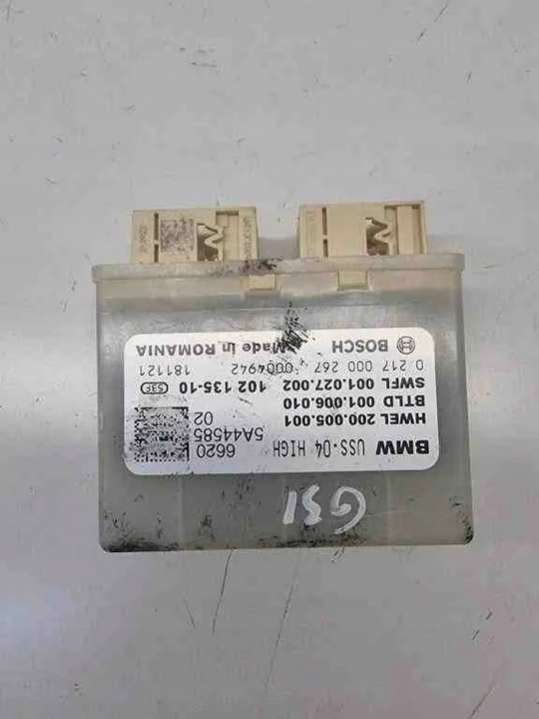 BMW USS-04 HIGH 6620
5A44585
02
HWEL 200.005.001
BTLD 001.006.010
SWFL 001.027.002 102 135-10 S3F
0 217 000 267 0004942 181121
BOSCH Made in ROMANIA
G31